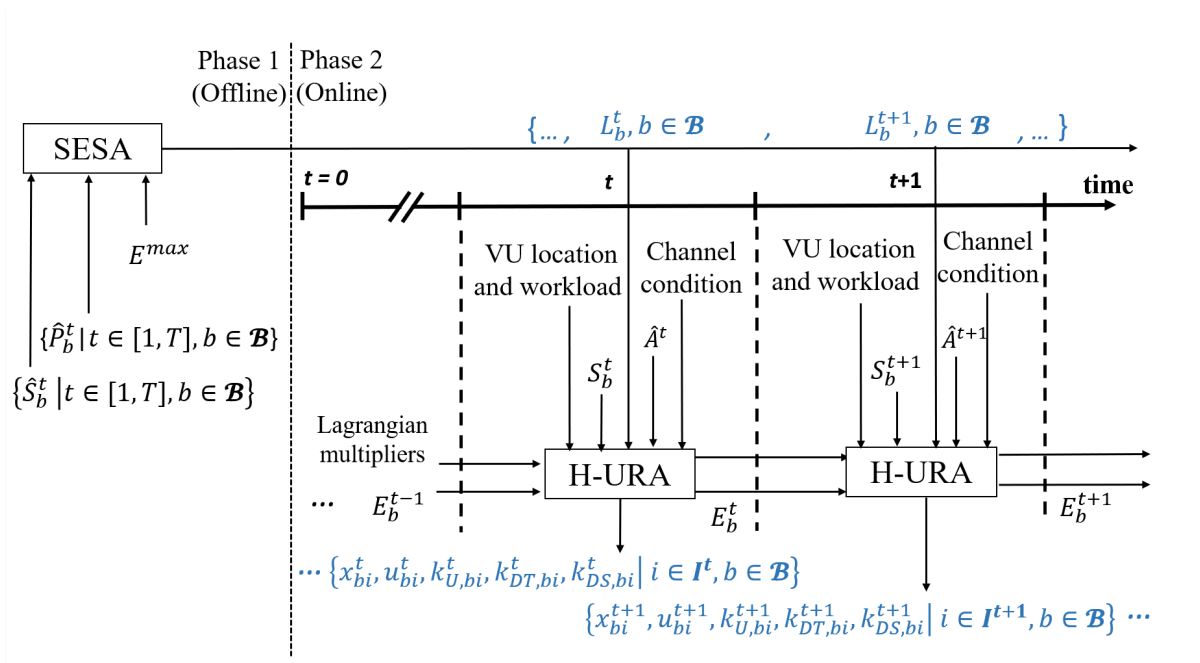 Phase 1 Phase 2
(Offline) (Online)
SESA
{..., L_b^t, b ∈ 𝓑 , L_b^{t+1}, b ∈ 𝓑 , ...}
t = 0
t
t+1
time
E^{max}
{P̂_b^t | t ∈ [1, T], b ∈ 𝓑}
{Ŝ_b^t | t ∈ [1, T], b ∈ 𝓑}
VU location
and workload
Channel
condition
VU location
and workload
Channel
condition
S_b^t
Â^t
S_b^{t+1}
Â^{t+1}
Lagrangian
multipliers
... E_b^{t−1}
H-URA
E_b^t
H-URA
E_b^{t+1}
... {x_{bi}^t, u_{bi}^t, k_{U,bi}^t, k_{DT,bi}^t, k_{DS,bi}^t | i ∈ I^t, b ∈ 𝓑}
{x_{bi}^{t+1}, u_{bi}^{t+1}, k_{U,bi}^{t+1}, k_{DT,bi}^{t+1}, k_{DS,bi}^{t+1} | i ∈ I^{t+1}, b ∈ 𝓑} ...